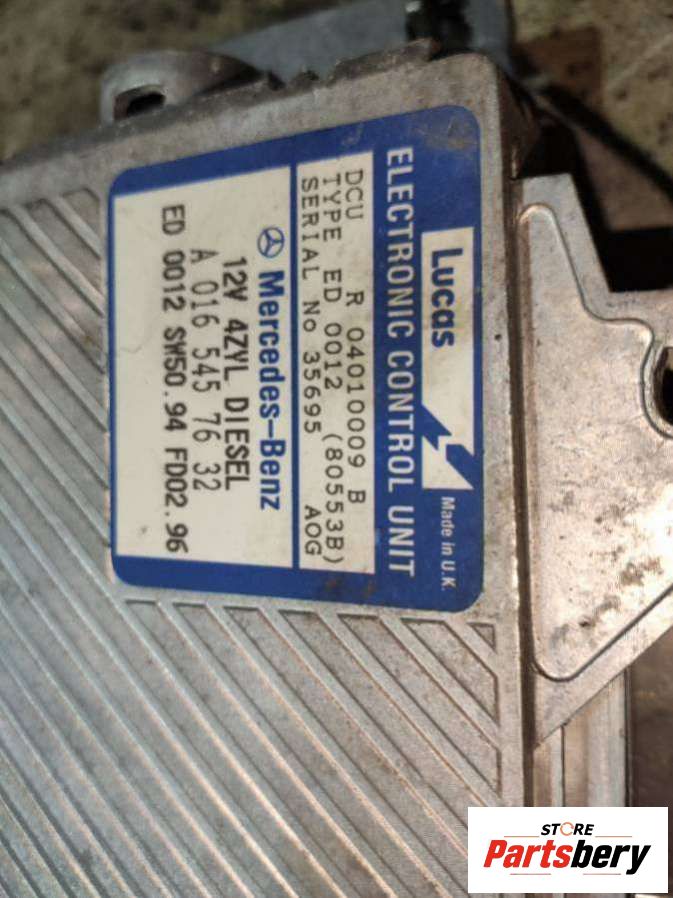 Lucas
Made in U.K.
ELECTRONIC CONTROL UNIT
DCU R 04010009 B
TYPE ED 0012 (80553B)
SERIAL No 35695 AOG
Mercedes-Benz
12V 4ZYL DIESEL
A 016 545 76 32
ED 0012 SW50.94 FD02.96
STORE
Partsbery